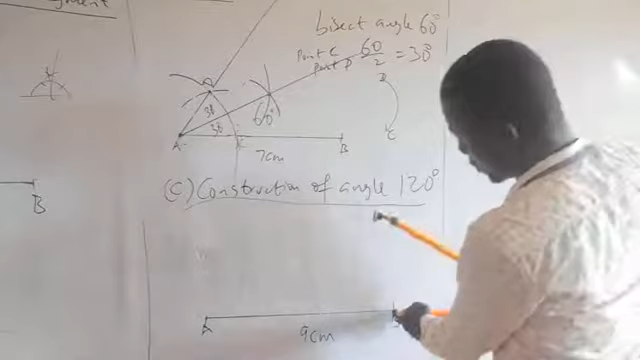 bisect angle 60°
Point C
Point D
60/2 = 30°
D
C
D
30
30
60°
A
C
B
7cm
B
(c) Construction of angle 120°
A
9cm
B